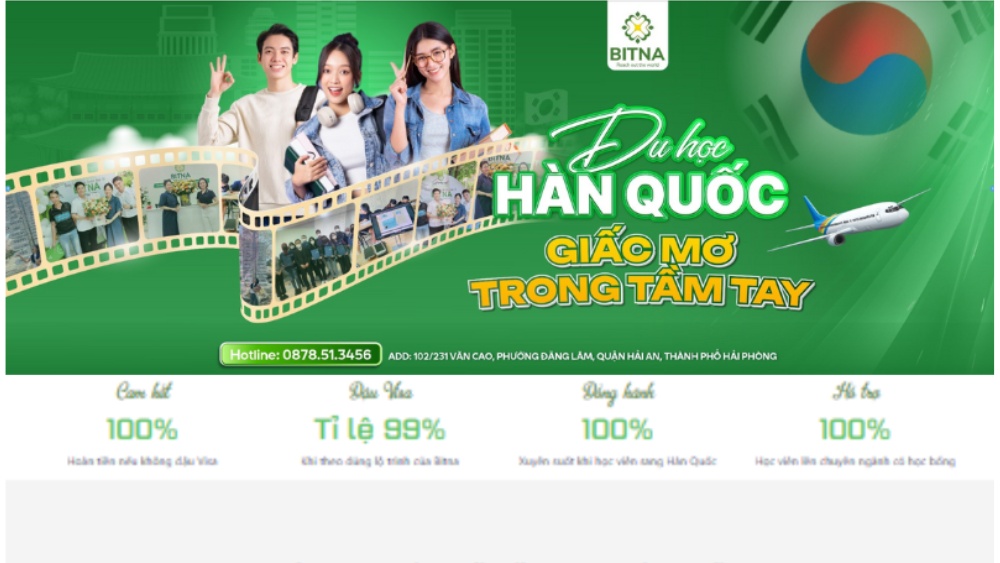 BITNA
Du học
HÀN QUỐC
GIẤC MƠ
TRONG TẦM TAY
Hotline: 0878.51.3456
ADD: 102/231 VĂN CAO, PHƯỜNG ĐẰNG LÂM, QUẬN HẢI AN, THÀNH PHỐ HẢI PHÒNG
Cam kết
Đậu Visa
Đồng hành
Hỗ trợ
100%
Tỉ lệ 99%
100%
100%
Hoàn tiền nếu không đậu Visa
Khi theo đúng lộ trình của Bitna
Xuyên suốt khi học viên sang Hàn Quốc
Học viên lên chuyên ngành có học bổng